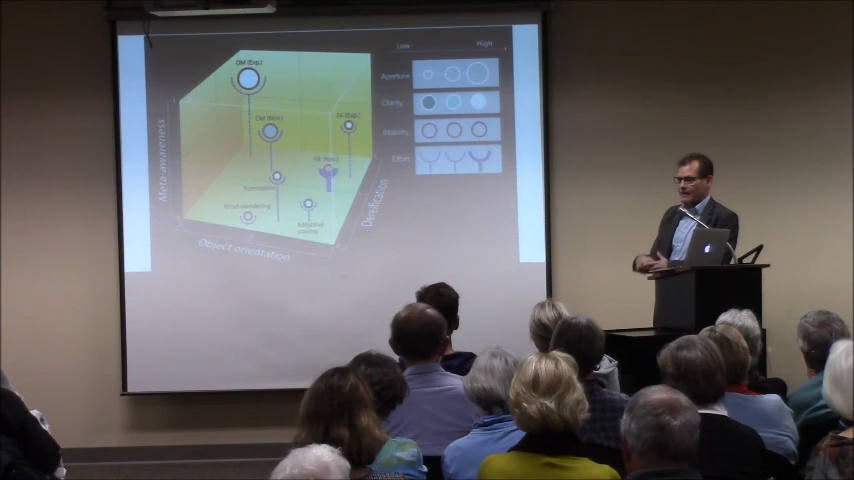 Low High
OM (Exp.)
Aperture
Clarity
FA (Exp.)
OM (Nov.)
Stability
Meta-awareness
FA (Nov.)
Effort
Rumination
Dereification
Mind-wandering
Addictive
craving
Object orientation